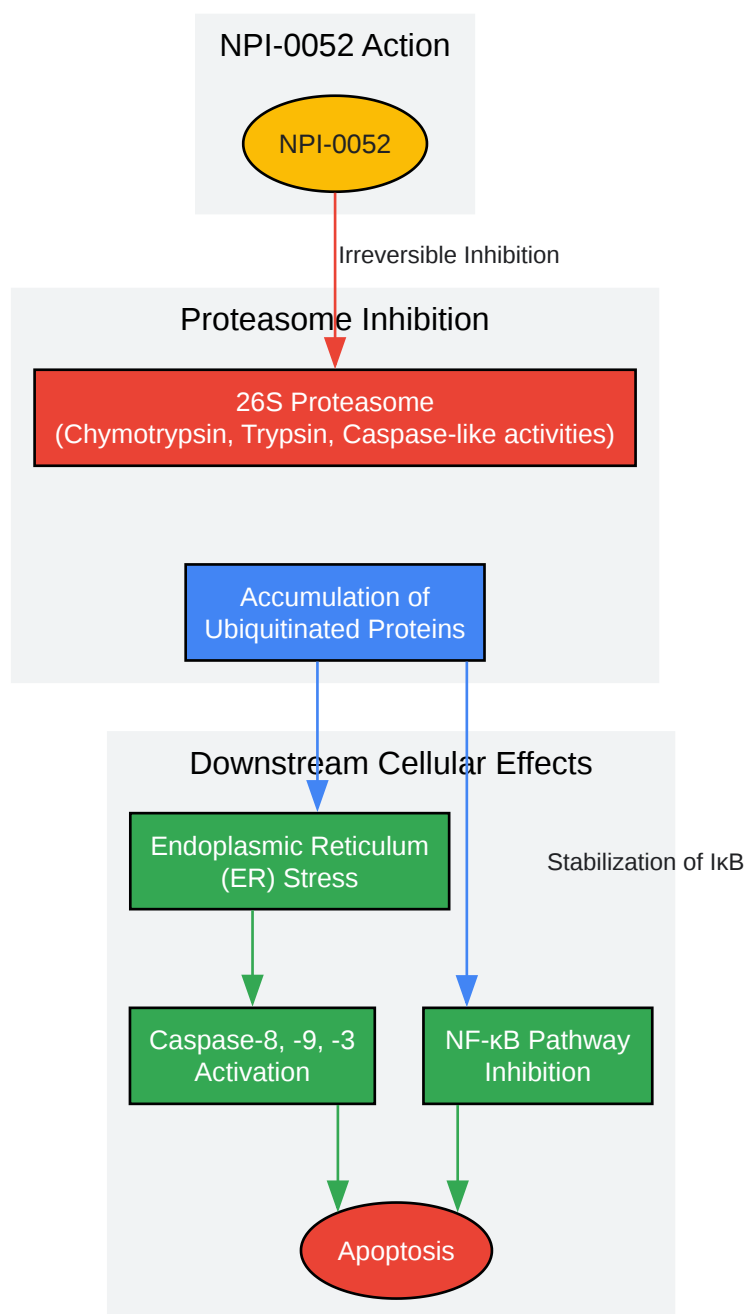 NPI-0052 Action
NPI-0052
Irreversible Inhibition
Proteasome Inhibition
26S Proteasome
(Chymotrypsin, Trypsin, Caspase-like activities)
Accumulation of
Ubiquitinated Proteins
Downstream Cellular Effects
Endoplasmic Reticulum
(ER) Stress
Stabilization of IκB
Caspase-8, -9, -3
Activation
NF-κB Pathway
Inhibition
Apoptosis